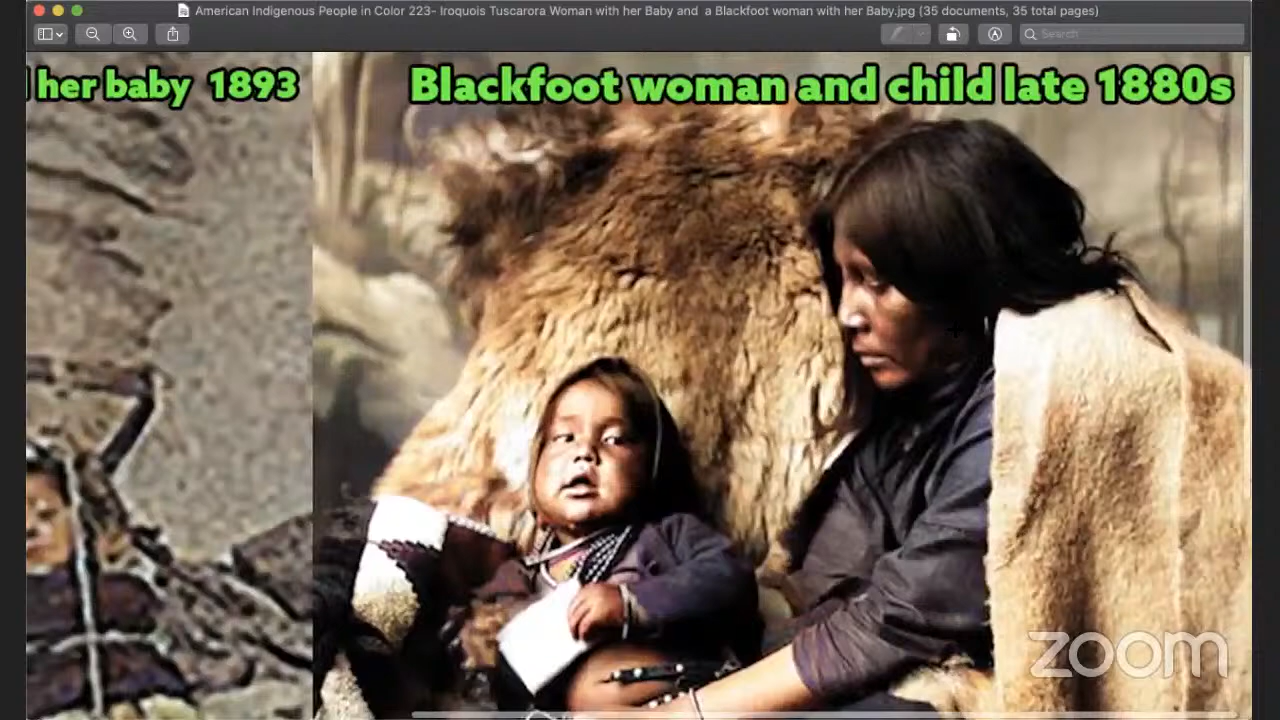 American Indigenous People in Color 223- Iroquois Tuscarora Woman with her Baby and a Blackfoot woman with her Baby.jpg (35 documents, 35 total pages)
Search
her baby 1893
Blackfoot woman and child late 1880s
zoom